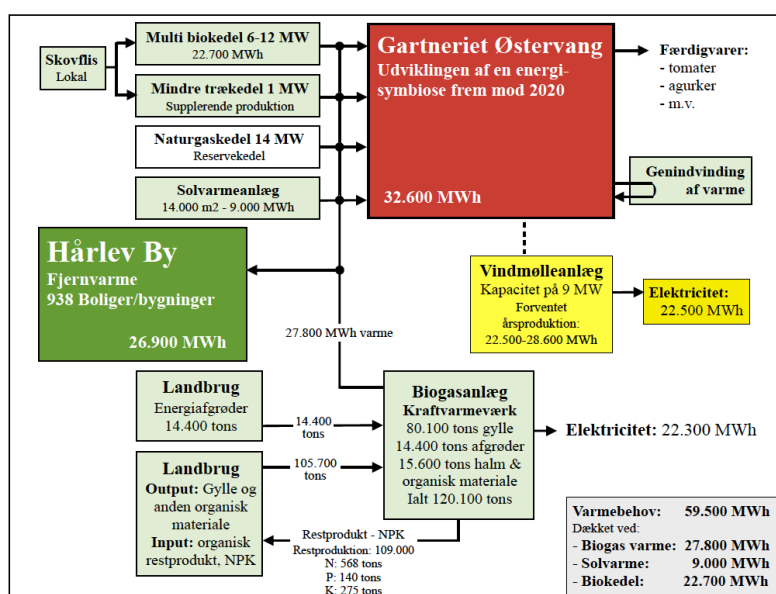 Skovflis
Lokal
Multi biokedel 6-12 MW
22.700 MWh
Mindre trækedel 1 MW
Supplerende produktion
Naturgaskedel 14 MW
Reservekedel
Solvarmeanlæg
14.000 m2 - 9.000 MWh
Gartneriet Østervang
Udviklingen af en energi-
symbiose frem mod 2020
32.600 MWh
Færdigvarer:
- tomater
- agurker
- m.v.
Genindvinding
af varme
Hårlev By
Fjernvarme
938 Boliger/bygninger
26.900 MWh
27.800 MWh varme
Vindmølleanlæg
Kapacitet på 9 MW
Forventet
årsproduktion:
22.500-28.600 MWh
Elektricitet:
22.500 MWh
Landbrug
Energiafgrøder
14.400 tons
14.400
tons
Landbrug
Output: Gylle og
anden organisk
materiale
Input: organisk
restprodukt, NPK
105.700
tons
Biogasanlæg
Kraftvarmeværk
80.100 tons gylle
14.400 tons afgrøder
15.600 tons halm &
organisk materiale
Ialt 120.100 tons
Elektricitet: 22.300 MWh
Restprodukt - NPK
Restproduktion: 109.000
N: 568 tons
P: 140 tons
K: 275 tons
Varmebehov: 59.500 MWh
Dækket ved:
- Biogas varme: 27.800 MWh
- Solvarme: 9.000 MWh
- Biokedel: 22.700 MWh